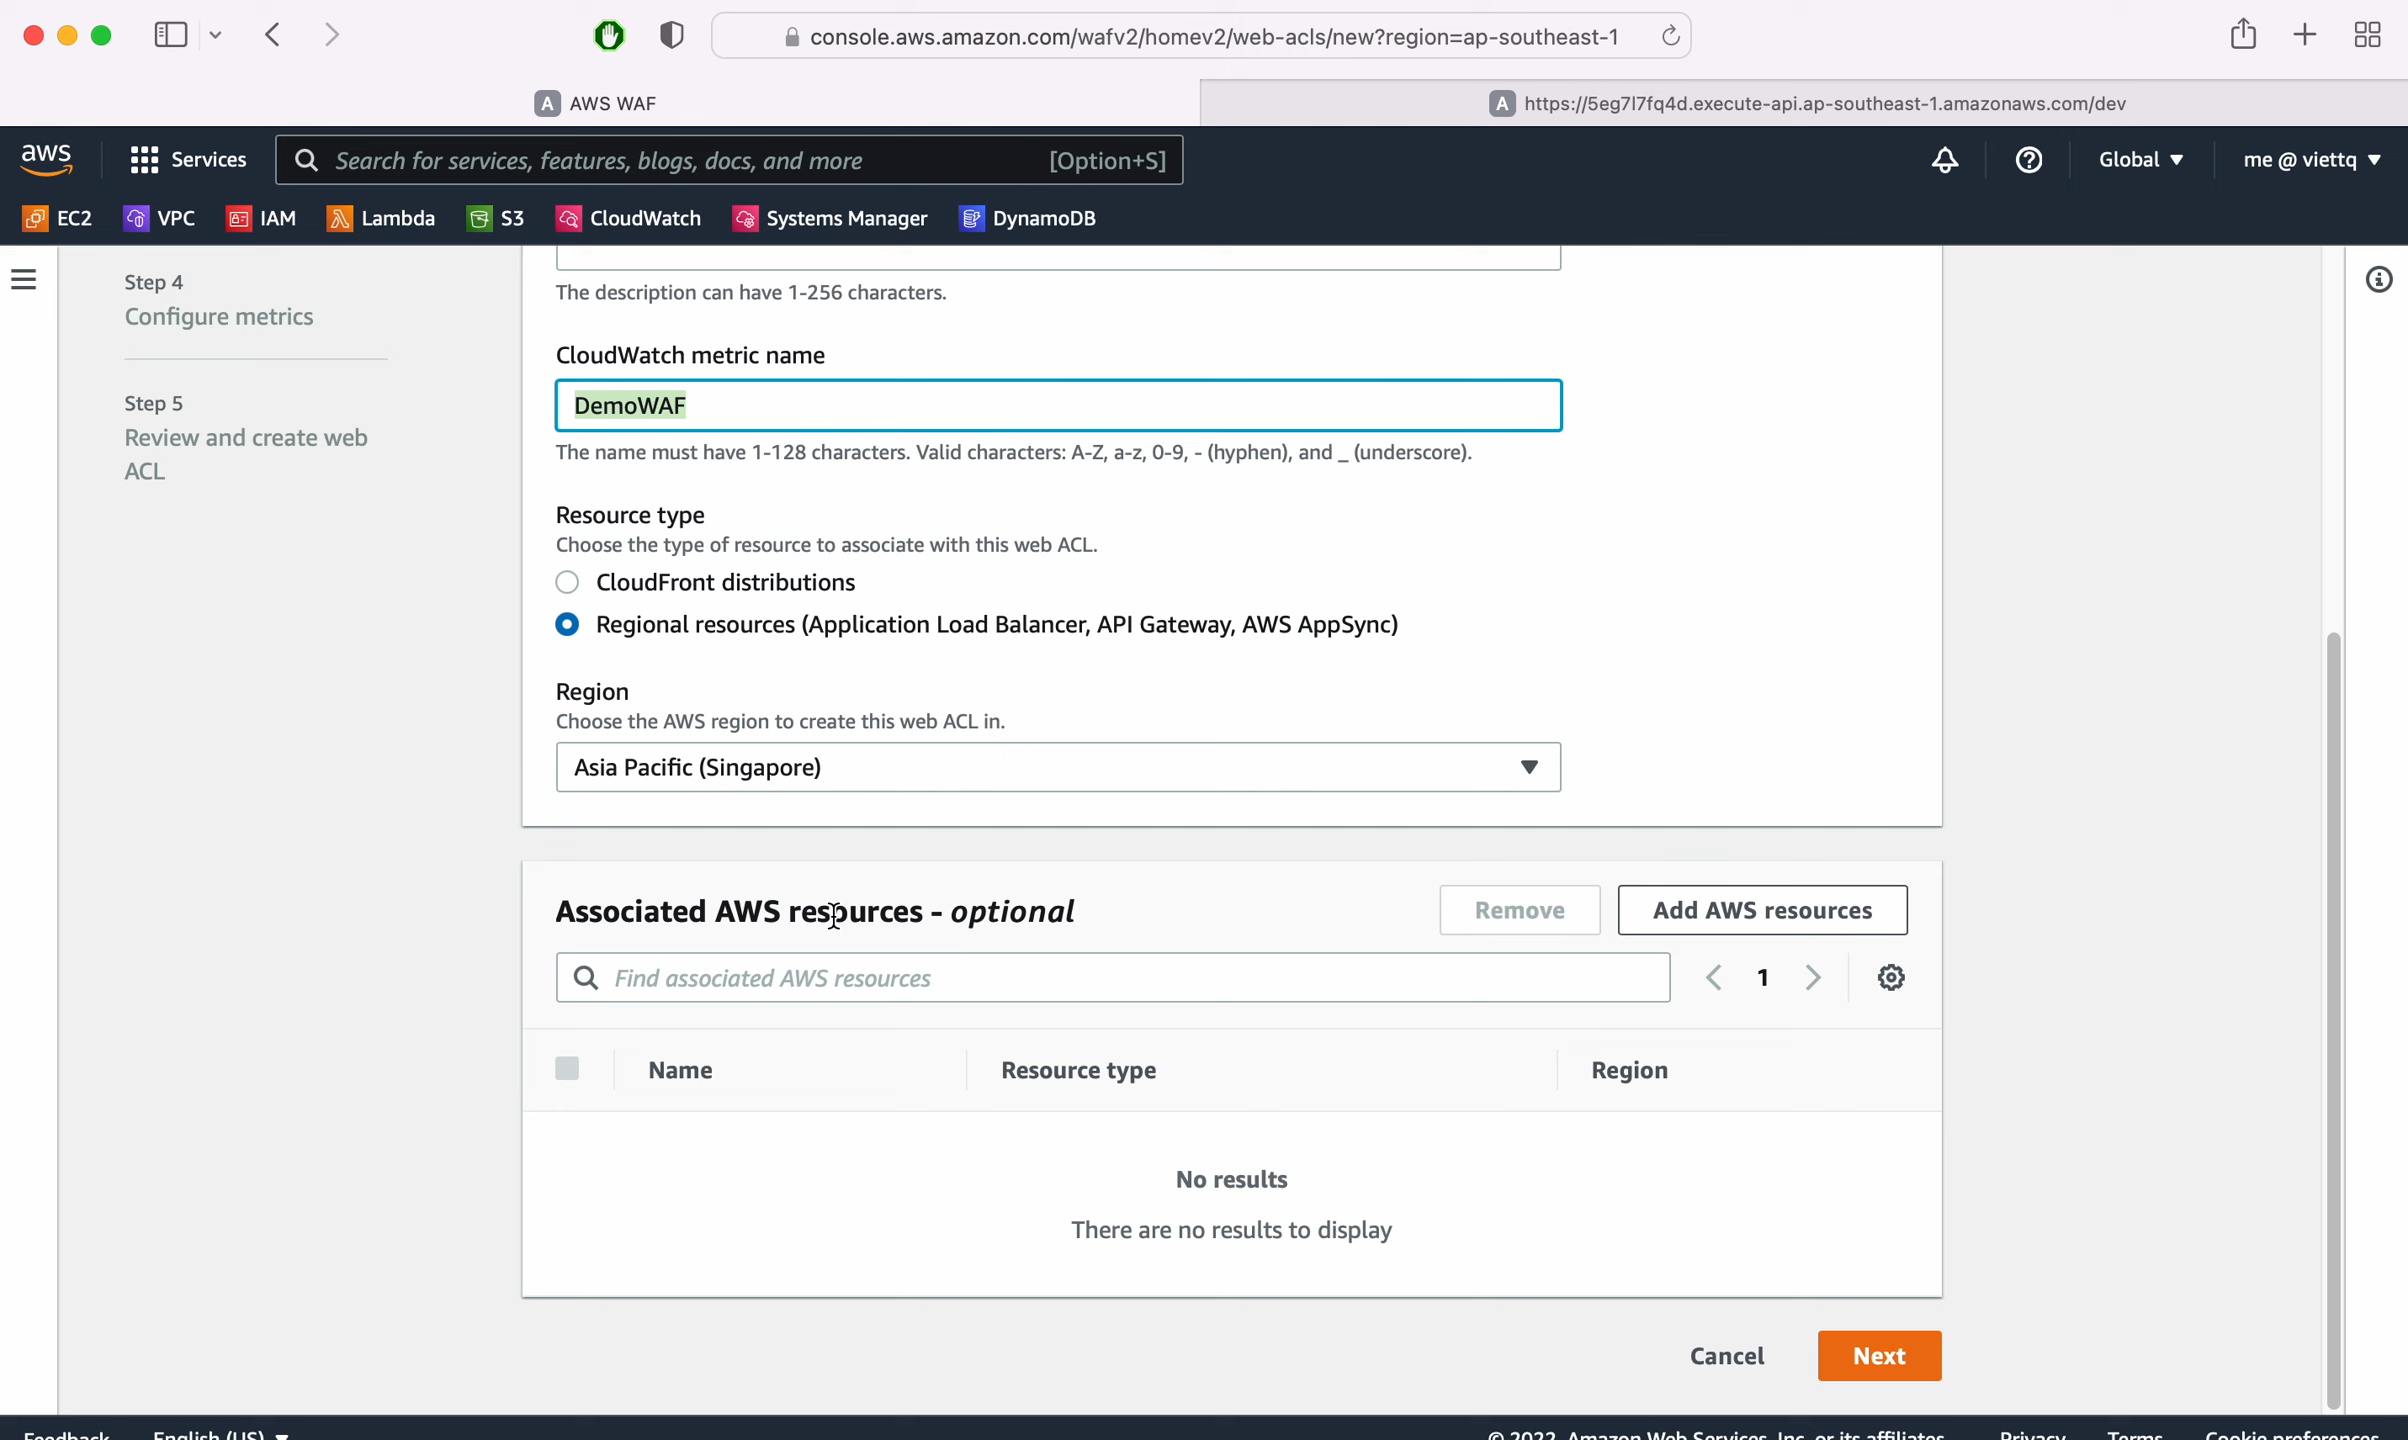 console.aws.amazon.com/wafv2/homev2/web-acls/new?region=ap-southeast-1
A AWS WAF
A https://5eg7l7fq4d.execute-api.ap-southeast-1.amazonaws.com/dev
aws Services Search for services, features, blogs, docs, and more [Option+S] Global ▼ me @ viettq ▼
EC2 VPC IAM Lambda S3 CloudWatch Systems Manager DynamoDB
Step 4
Configure metrics
Step 5
Review and create web
ACL
The description can have 1-256 characters.
CloudWatch metric name
DemoWAF
The name must have 1-128 characters. Valid characters: A-Z, a-z, 0-9, - (hyphen), and _ (underscore).
Resource type
Choose the type of resource to associate with this web ACL.
CloudFront distributions
Regional resources (Application Load Balancer, API Gateway, AWS AppSync)
Region
Choose the AWS region to create this web ACL in.
Asia Pacific (Singapore)
Associated AWS resources - optional
Remove Add AWS resources
Find associated AWS resources
1
Name Resource type Region
No results
There are no results to display
Cancel Next
Feedback English (US) ▼ © 2022, Amazon Web Services, Inc. or its affiliates. Privacy Terms Cookie preferences